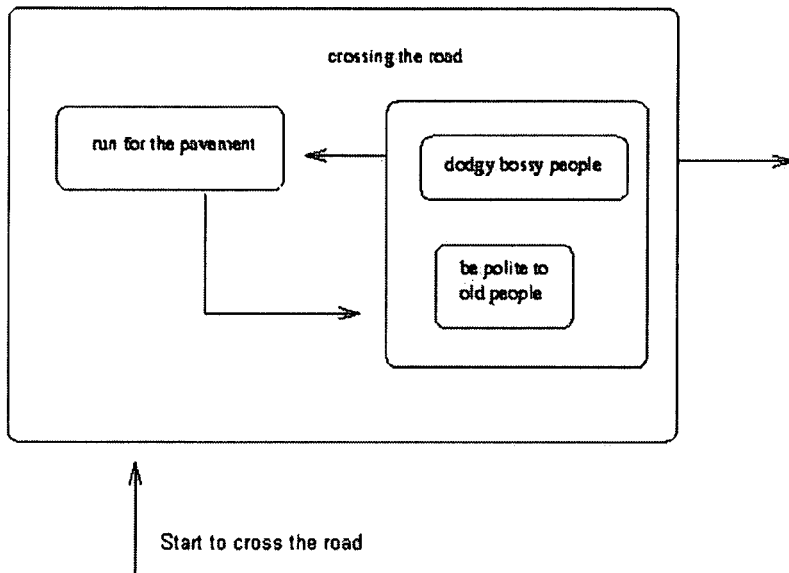 crossing the road
run for the pavement
dodgy bossy people
be polite to
old people
Start to cross the road